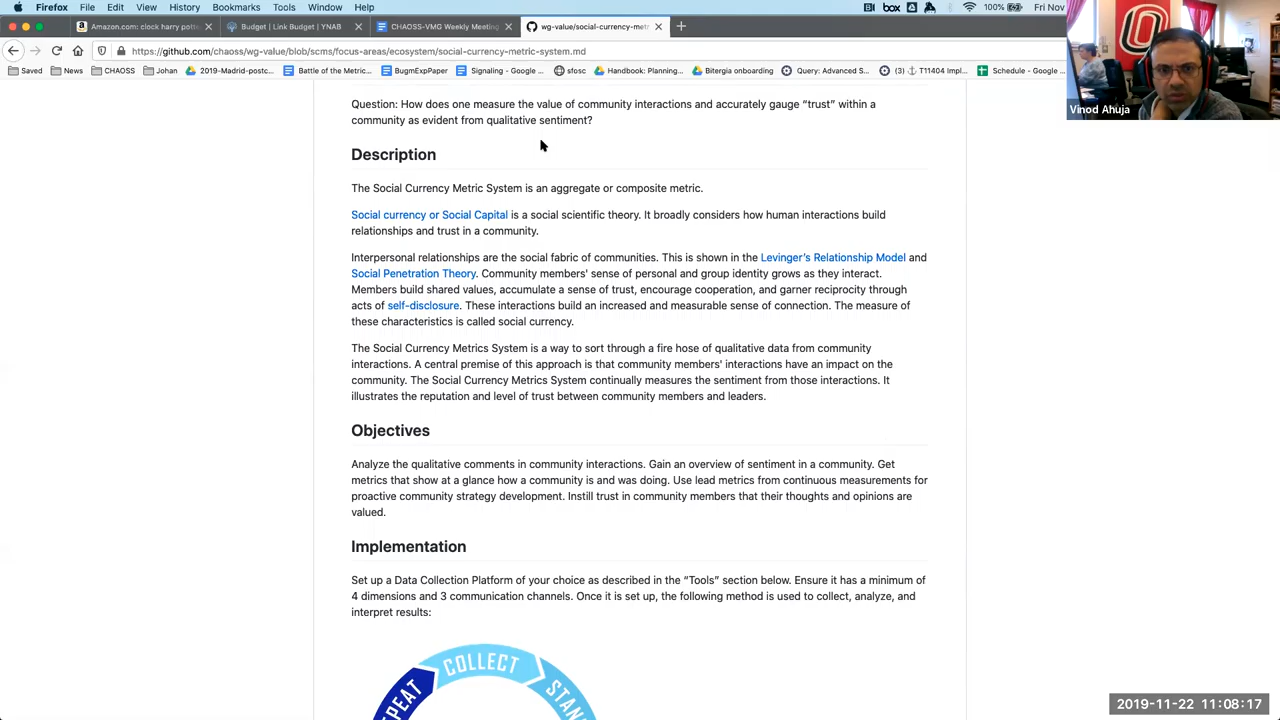 Firefox File Edit View History Bookmarks Tools Window Help 100% Fri Nov
Amazon.com: clock harry potte Budget | Link Budget | YNAB CHAOSS-VMG Weekly Meeting wg-value/social-currency-metr
https://github.com/chaoss/wg-value/blob/scms/focus-areas/ecosystem/social-currency-metric-system.md
Saved News CHAOSS Johan 2019-Madrid-postc... Battle of the Metric... BugmExpPaper Signaling - Google ... sfosc Handbook: Planning... Bitergia onboarding Query: Advanced S... (3) T11404 Impl... Schedule - Google ...
Vinod Ahuja
Question: How does one measure the value of community interactions and accurately gauge “trust” within a
community as evident from qualitative sentiment?
Description
The Social Currency Metric System is an aggregate or composite metric.
Social currency or Social Capital is a social scientific theory. It broadly considers how human interactions build
relationships and trust in a community.
Interpersonal relationships are the social fabric of communities. This is shown in the Levinger’s Relationship Model and
Social Penetration Theory. Community members' sense of personal and group identity grows as they interact.
Members build shared values, accumulate a sense of trust, encourage cooperation, and garner reciprocity through
acts of self-disclosure. These interactions build an increased and measurable sense of connection. The measure of
these characteristics is called social currency.
The Social Currency Metrics System is a way to sort through a fire hose of qualitative data from community
interactions. A central premise of this approach is that community members' interactions have an impact on the
community. The Social Currency Metrics System continually measures the sentiment from those interactions. It
illustrates the reputation and level of trust between community members and leaders.
Objectives
Analyze the qualitative comments in community interactions. Gain an overview of sentiment in a community. Get
metrics that show at a glance how a community is and was doing. Use lead metrics from continuous measurements for
proactive community strategy development. Instill trust in community members that their thoughts and opinions are
valued.
Implementation
Set up a Data Collection Platform of your choice as described in the “Tools” section below. Ensure it has a minimum of
4 dimensions and 3 communication channels. Once it is set up, the following method is used to collect, analyze, and
interpret results:
COLLECT
EPEAT
STAN
2019-11-22 11:08:17